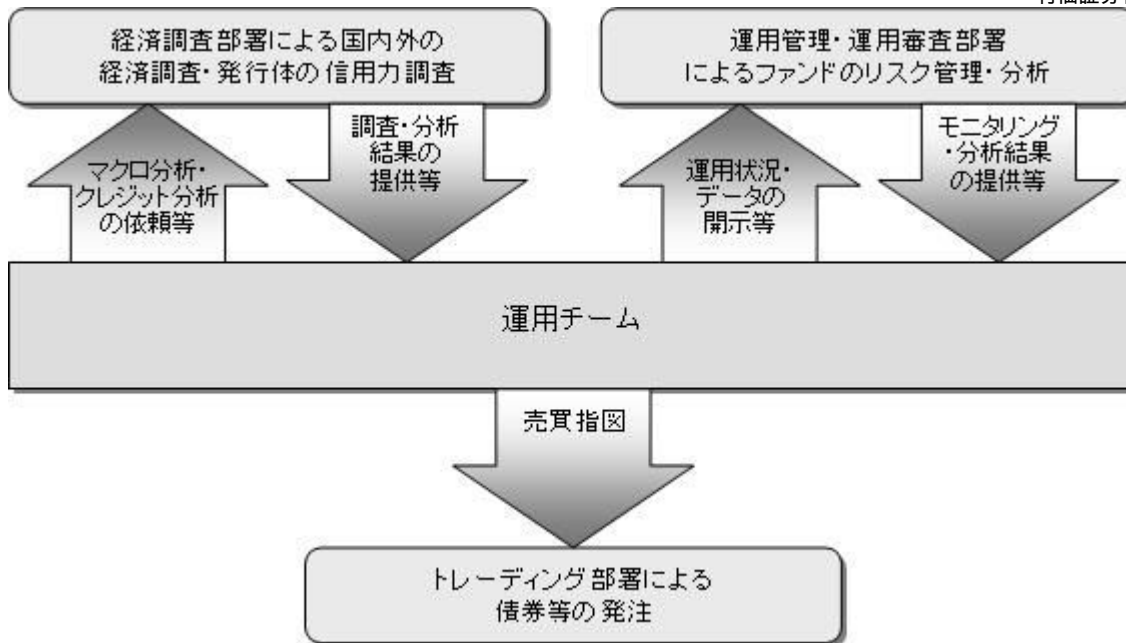 経済調査部署による国内外の
経済調査・発行体の信用力調査
運用管理・運用審査部署
によるファンドのリスク管理・分析
マクロ分析・
クレジット分析
の依頼等
調査・分析
結果の
提供等
運用状況・
データの
開示等
モニタリング
・分析結果
の提供等
運用チーム
売買指図
トレーディング部署による
債券等の発注